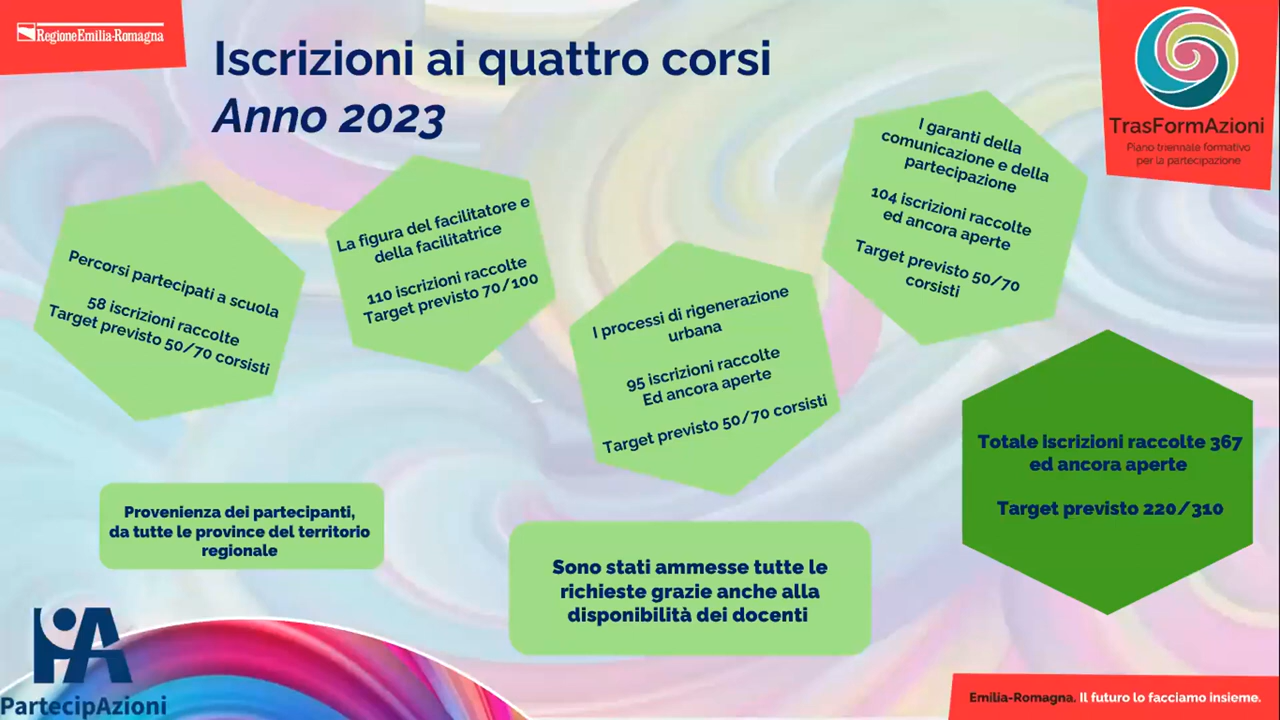 RegioneEmilia-Romagna
Iscrizioni ai quattro corsi
Anno 2023
TrasFormAzioni
Piano triennale formativo
per la partecipazione
Percorsi partecipati a scuola
58 iscrizioni raccolte
Target previsto 50/70 corsisti
La figura del facilitatore e
della facilitatrice
110 iscrizioni raccolte
Target previsto 70/100
I processi di rigenerazione
urbana
95 iscrizioni raccolte
Ed ancora aperte
Target previsto 50/70 corsisti
I garanti della
comunicazione e della
partecipazione
104 iscrizioni raccolte
ed ancora aperte
Target previsto 50/70
corsisti
Totale iscrizioni raccolte 367
ed ancora aperte
Target previsto 220/310
Provenienza dei partecipanti,
da tutte le province del territorio
regionale
Sono stati ammesse tutte le
richieste grazie anche alla
disponibilità dei docenti
PartecipAzioni
Emilia-Romagna. Il futuro lo facciamo insieme.